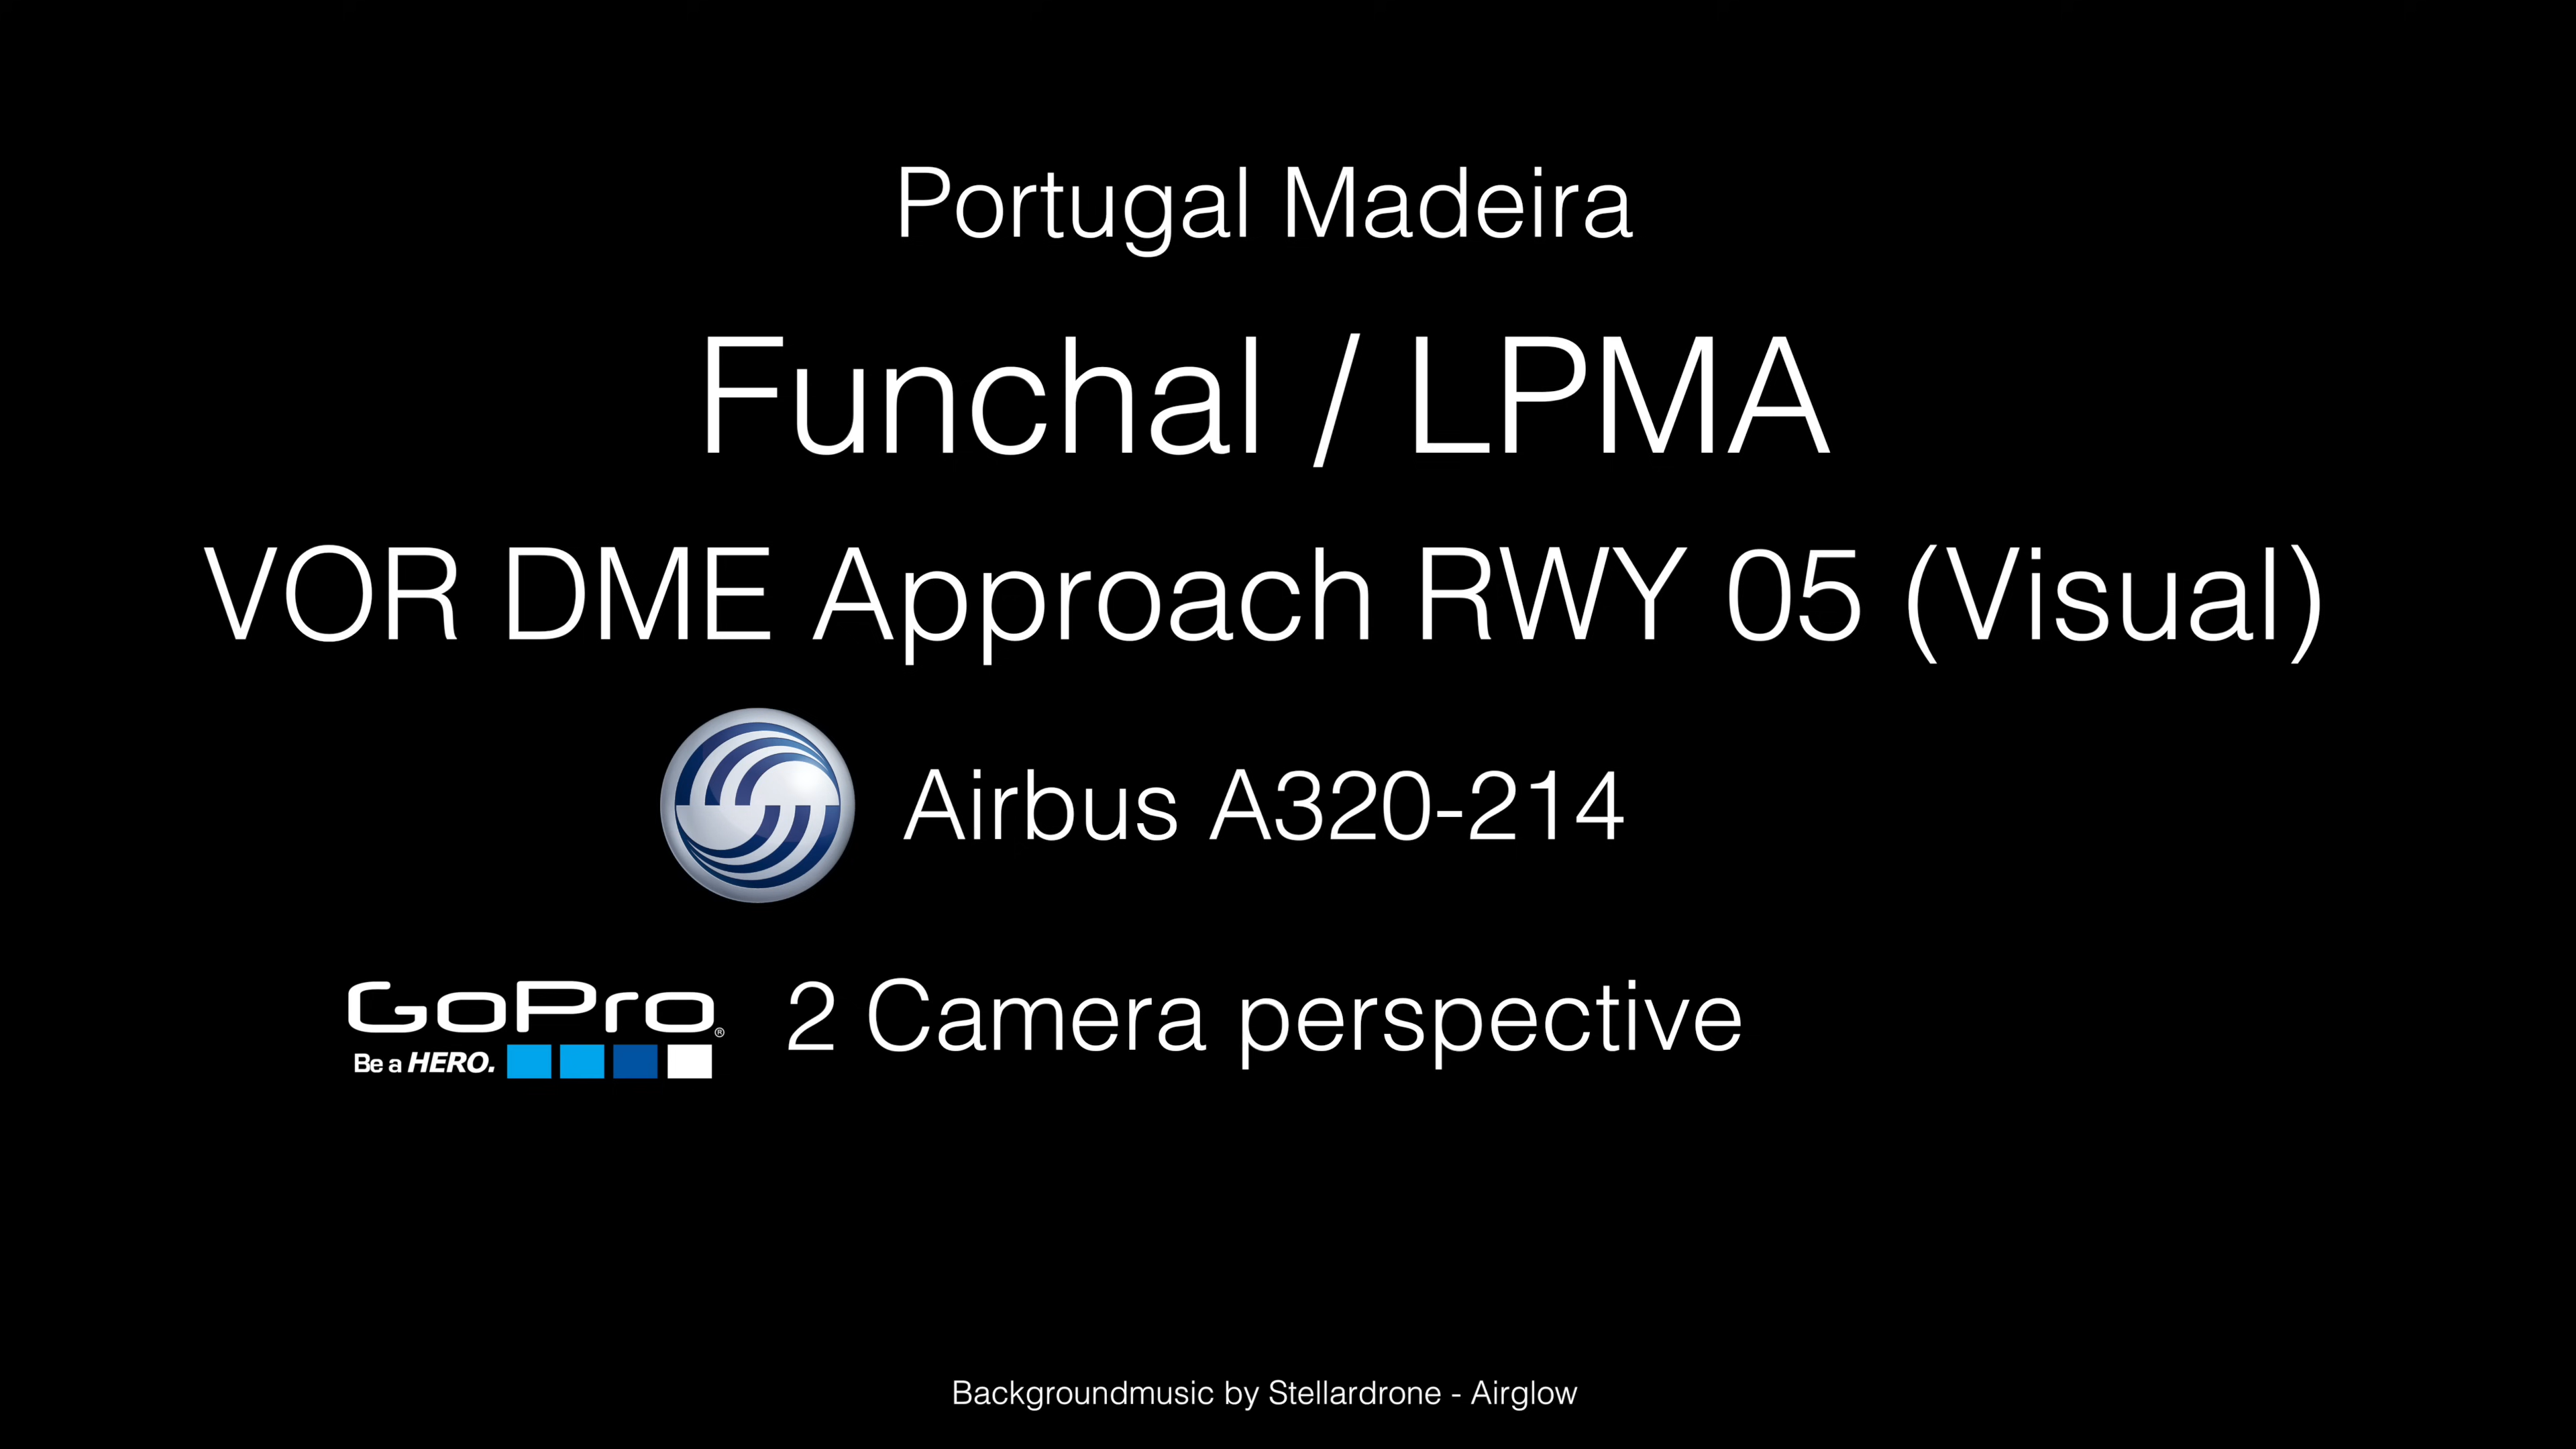 Portugal Madeira
Funchal / LPMA
VOR DME Approach RWY 05 (Visual)
Airbus A320-214
GoPro®
Be a HERO.
2 Camera perspective
Backgroundmusic by Stellardrone - Airglow